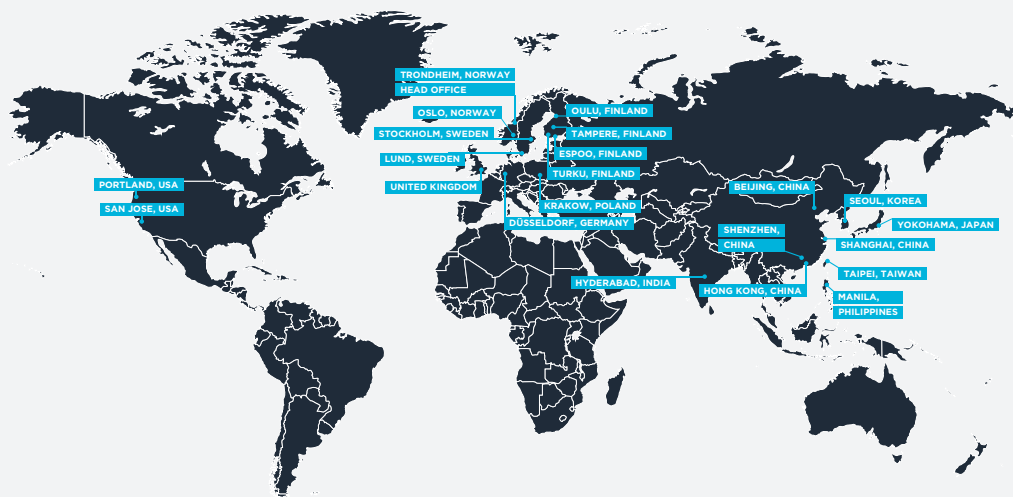 TRONDHEIM, NORWAY
HEAD OFFICE
OSLO, NORWAY
STOCKHOLM, SWEDEN
LUND, SWEDEN
UNITED KINGDOM
OULU, FINLAND
TAMPERE, FINLAND
ESPOO, FINLAND
TURKU, FINLAND
KRAKOW, POLAND
DÜSSELDORF, GERMANY
PORTLAND, USA
SAN JOSE, USA
BEIJING, CHINA
SEOUL, KOREA
YOKOHAMA, JAPAN
SHENZHEN,
CHINA
SHANGHAI, CHINA
TAIPEI, TAIWAN
HYDERABAD, INDIA
HONG KONG, CHINA
MANILA,
PHILIPPINES